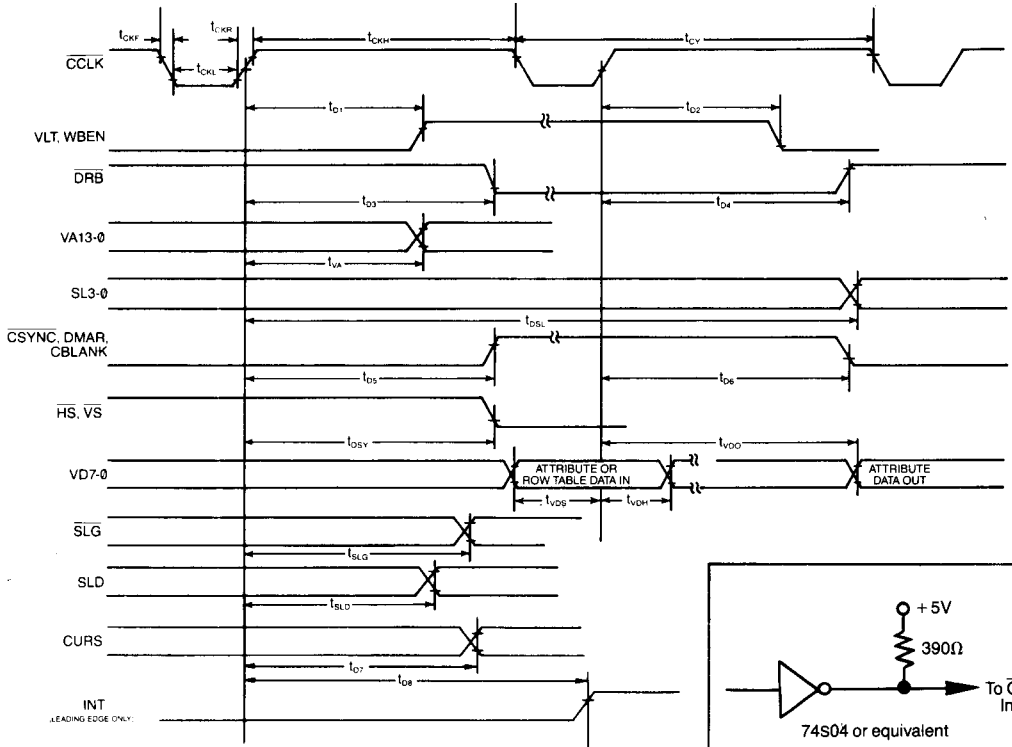 tCKF
tCKR
tCKH
tCY
CCLK
tCKL
tD1
tD2
VLT, WBEN
DRB
tD3
tD4
VA13-0
tVA
SL3-0
tDSL
CSYNC, DMAR,
CBLANK
tD5
tD6
HS, VS
tDSY
tVDO
VD7-0
ATTRIBUTE OR
ROW TABLE DATA IN
ATTRIBUTE
DATA OUT
tVDS
tVDH
SLG
tSLG
SLD
tSLD
CURS
tD7
tD8
INT
(LEADING EDGE ONLY)
+5V
390Ω
To C
In
74S04 or equivalent